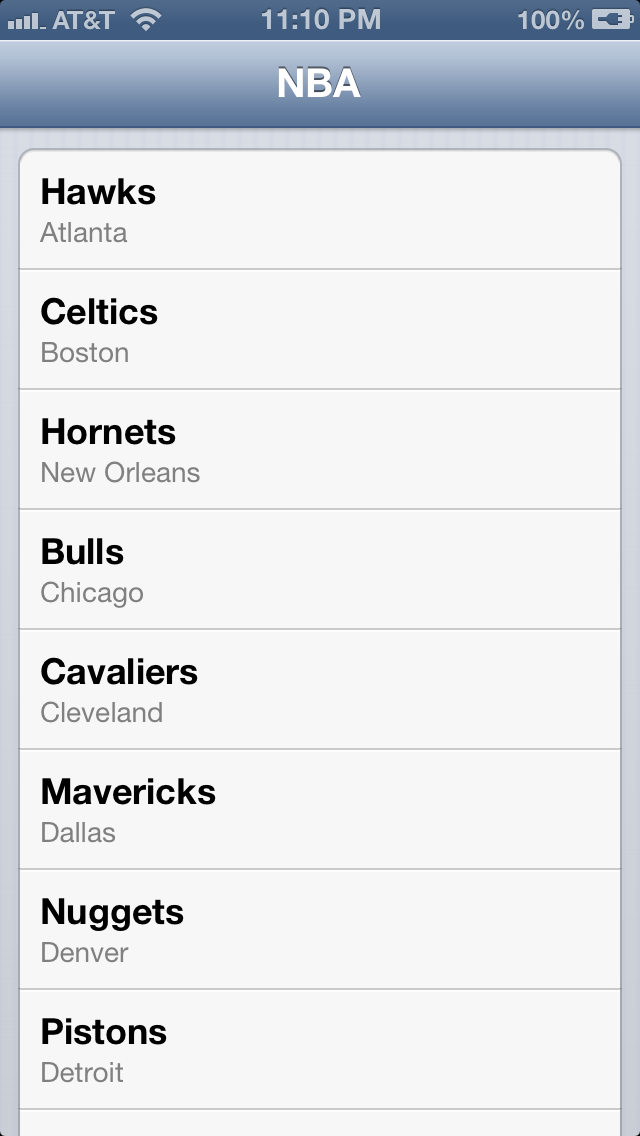 AT&T 11:10 PM 100%
NBA
Hawks
Atlanta
Celtics
Boston
Hornets
New Orleans
Bulls
Chicago
Cavaliers
Cleveland
Mavericks
Dallas
Nuggets
Denver
Pistons
Detroit